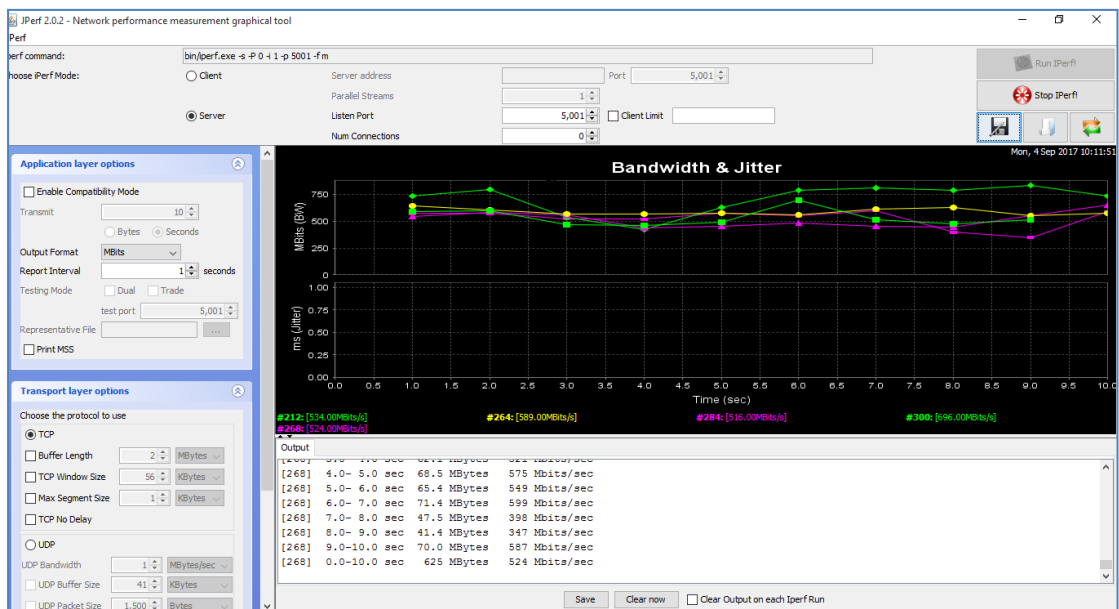 JPerf 2.0.2 - Network performance measurement graphical tool
JPerf
perf command: bin/iperf.exe -s -P 0 -i 1 -p 5001 -f m
hoose iPerf Mode: Client Server address Port 5,001
Parallel Streams 1
Server Listen Port 5,001 Client Limit
Num Connections 0
Run IPerf!
Stop IPerf!
Application layer options
Enable Compatibility Mode
Transmit 10
Bytes Seconds
Output Format MBits
Report Interval 1 seconds
Testing Mode Dual Trade
test port 5,001
Representative File ...
Print MSS
Transport layer options
Choose the protocol to use
TCP
Buffer Length 2 MBytes
TCP Window Size 56 KBytes
Max Segment Size 1 KBytes
TCP No Delay
UDP
UDP Bandwidth 1 MBytes/sec
UDP Buffer Size 41 KBytes
UDP Packet Size 1,500 Bytes
Mon, 4 Sep 2017 10:11:51
Bandwidth & Jitter
MBits (BW)
750
500
250
0
ms (Jitter)
1.00
0.75
0.50
0.25
0.00
0.0 0.5 1.0 1.5 2.0 2.5 3.0 3.5 4.0 4.5 5.0 5.5 6.0 6.5 7.0 7.5 8.0 8.5 9.0 9.5 10.0
Time (sec)
#212: [534.00MBits/s] #264: [589.00MBits/s] #284: [516.00MBits/s] #300: [696.00MBits/s]
#268: [524.00MBits/s]
Output
[268] 4.0- 5.0 sec 68.5 MBytes 575 Mbits/sec
[268] 5.0- 6.0 sec 65.4 MBytes 549 Mbits/sec
[268] 6.0- 7.0 sec 71.4 MBytes 599 Mbits/sec
[268] 7.0- 8.0 sec 47.5 MBytes 398 Mbits/sec
[268] 8.0- 9.0 sec 41.4 MBytes 347 Mbits/sec
[268] 9.0-10.0 sec 70.0 MBytes 587 Mbits/sec
[268] 0.0-10.0 sec 625 MBytes 524 Mbits/sec
Save Clear now Clear Output on each Iperf Run